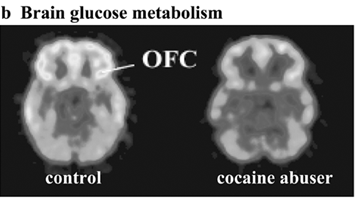 b Brain glucose metabolism
OFC
control
cocaine abuser